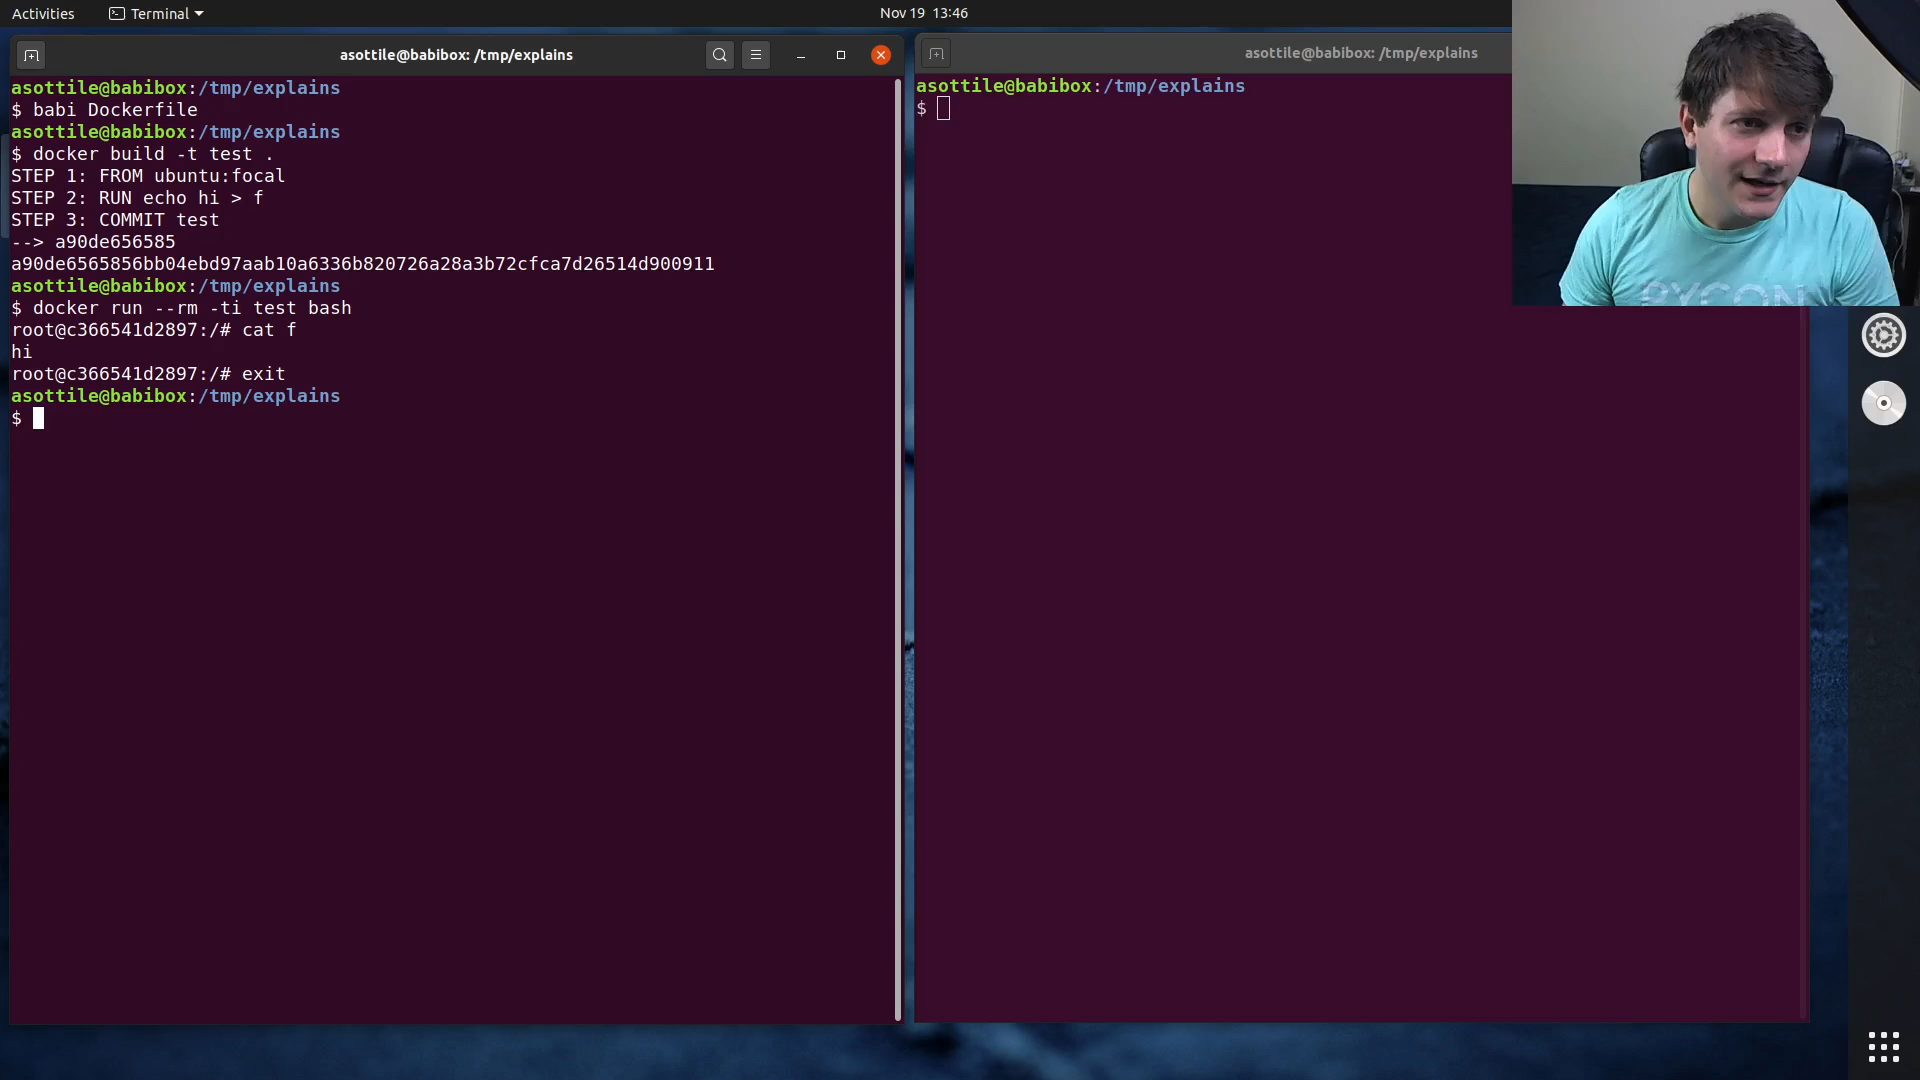 Activities
Terminal
Nov 19 13:46
asottile@babibox: /tmp/explains
asottile@babibox:/tmp/explains
$ babi Dockerfile
asottile@babibox:/tmp/explains
$ docker build -t test .
STEP 1: FROM ubuntu:focal
STEP 2: RUN echo hi > f
STEP 3: COMMIT test
--> a90de656585
a90de6565856bb04ebd97aab10a6336b820726a28a3b72cfca7d26514d900911
asottile@babibox:/tmp/explains
$ docker run --rm -ti test bash
root@c366541d2897:/# cat f
hi
root@c366541d2897:/# exit
asottile@babibox:/tmp/explains
$
asottile@babibox: /tmp/explains
asottile@babibox:/tmp/explains
$
PYCON